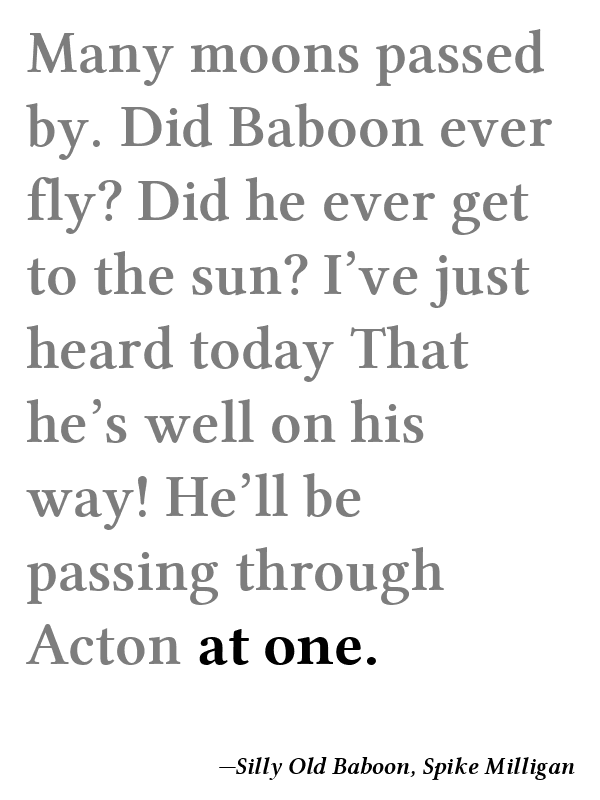 Many moons passed
by. Did Baboon ever
fly? Did he ever get
to the sun? I’ve just
heard today That
he’s well on his
way! He’ll be
passing through
Acton at one.
—Silly Old Baboon, Spike Milligan